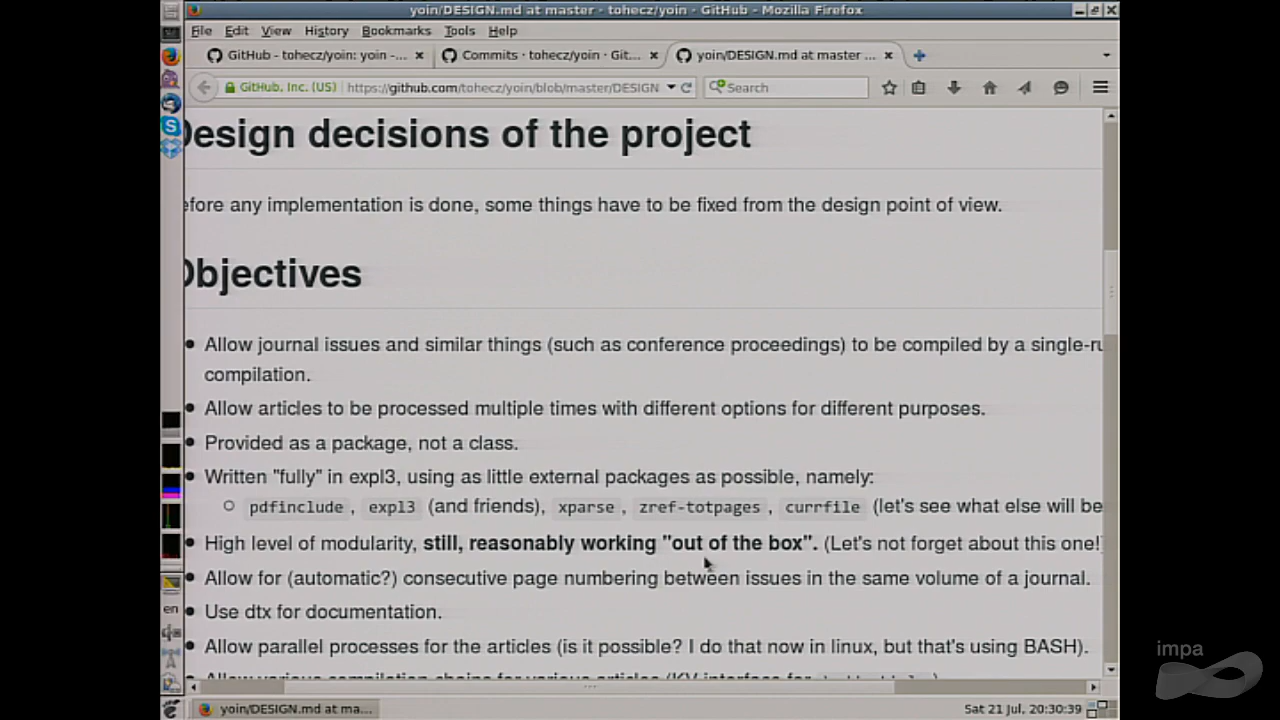 yoin/DESIGN.md at master · tohecz/yoin · GitHub - Mozilla Firefox
File Edit View History Bookmarks Tools Help
GitHub - tohecz/yoin: yoin -...
Commits · tohecz/yoin · Git...
yoin/DESIGN.md at master ...
GitHub, Inc. (US) https://github.com/tohecz/yoin/blob/master/DESIGN
Search
Design decisions of the project
efore any implementation is done, some things have to be fixed from the design point of view.
Objectives
Allow journal issues and similar things (such as conference proceedings) to be compiled by a single-ru
compilation.
Allow articles to be processed multiple times with different options for different purposes.
Provided as a package, not a class.
Written "fully" in expl3, using as little external packages as possible, namely:
pdfinclude , expl3 (and friends), xparse , zref-totpages , currfile (let's see what else will be
High level of modularity, still, reasonably working "out of the box". (Let's not forget about this one!)
Allow for (automatic?) consecutive page numbering between issues in the same volume of a journal.
Use dtx for documentation.
Allow parallel processes for the articles (is it possible? I do that now in linux, but that's using BASH).
en
impa
yoin/DESIGN.md at ma...
Sat 21 Jul, 20:30:39